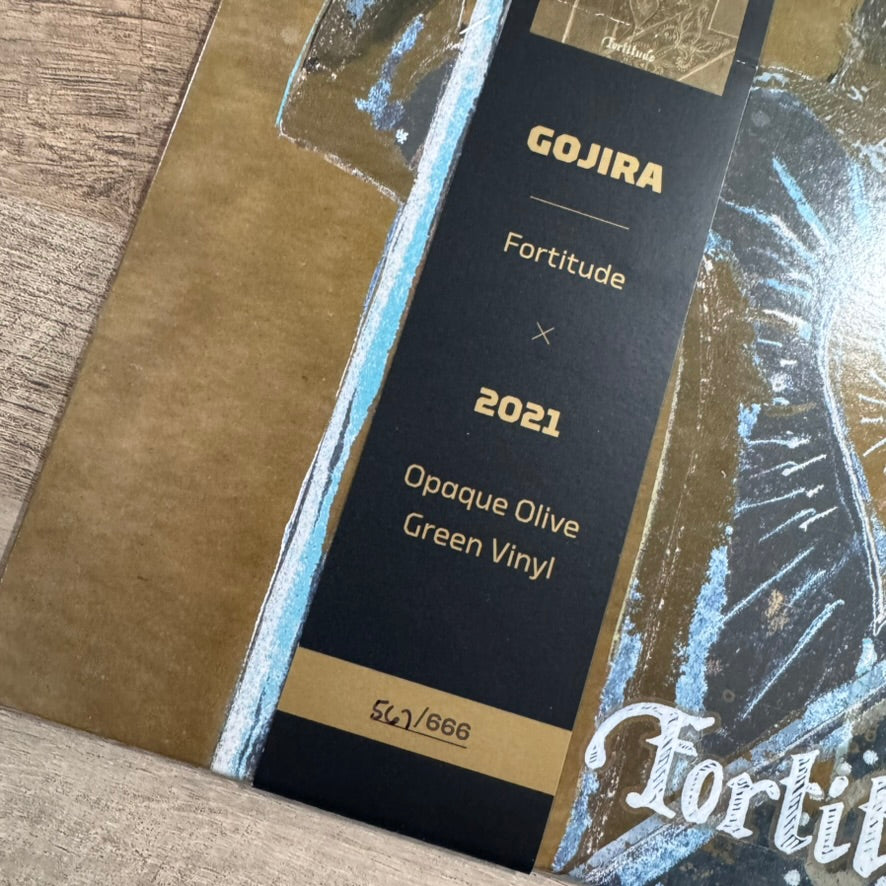 Fortitude
GOJIRA
Fortitude
×
2021
Opaque Olive
Green Vinyl
567/666
Fortit